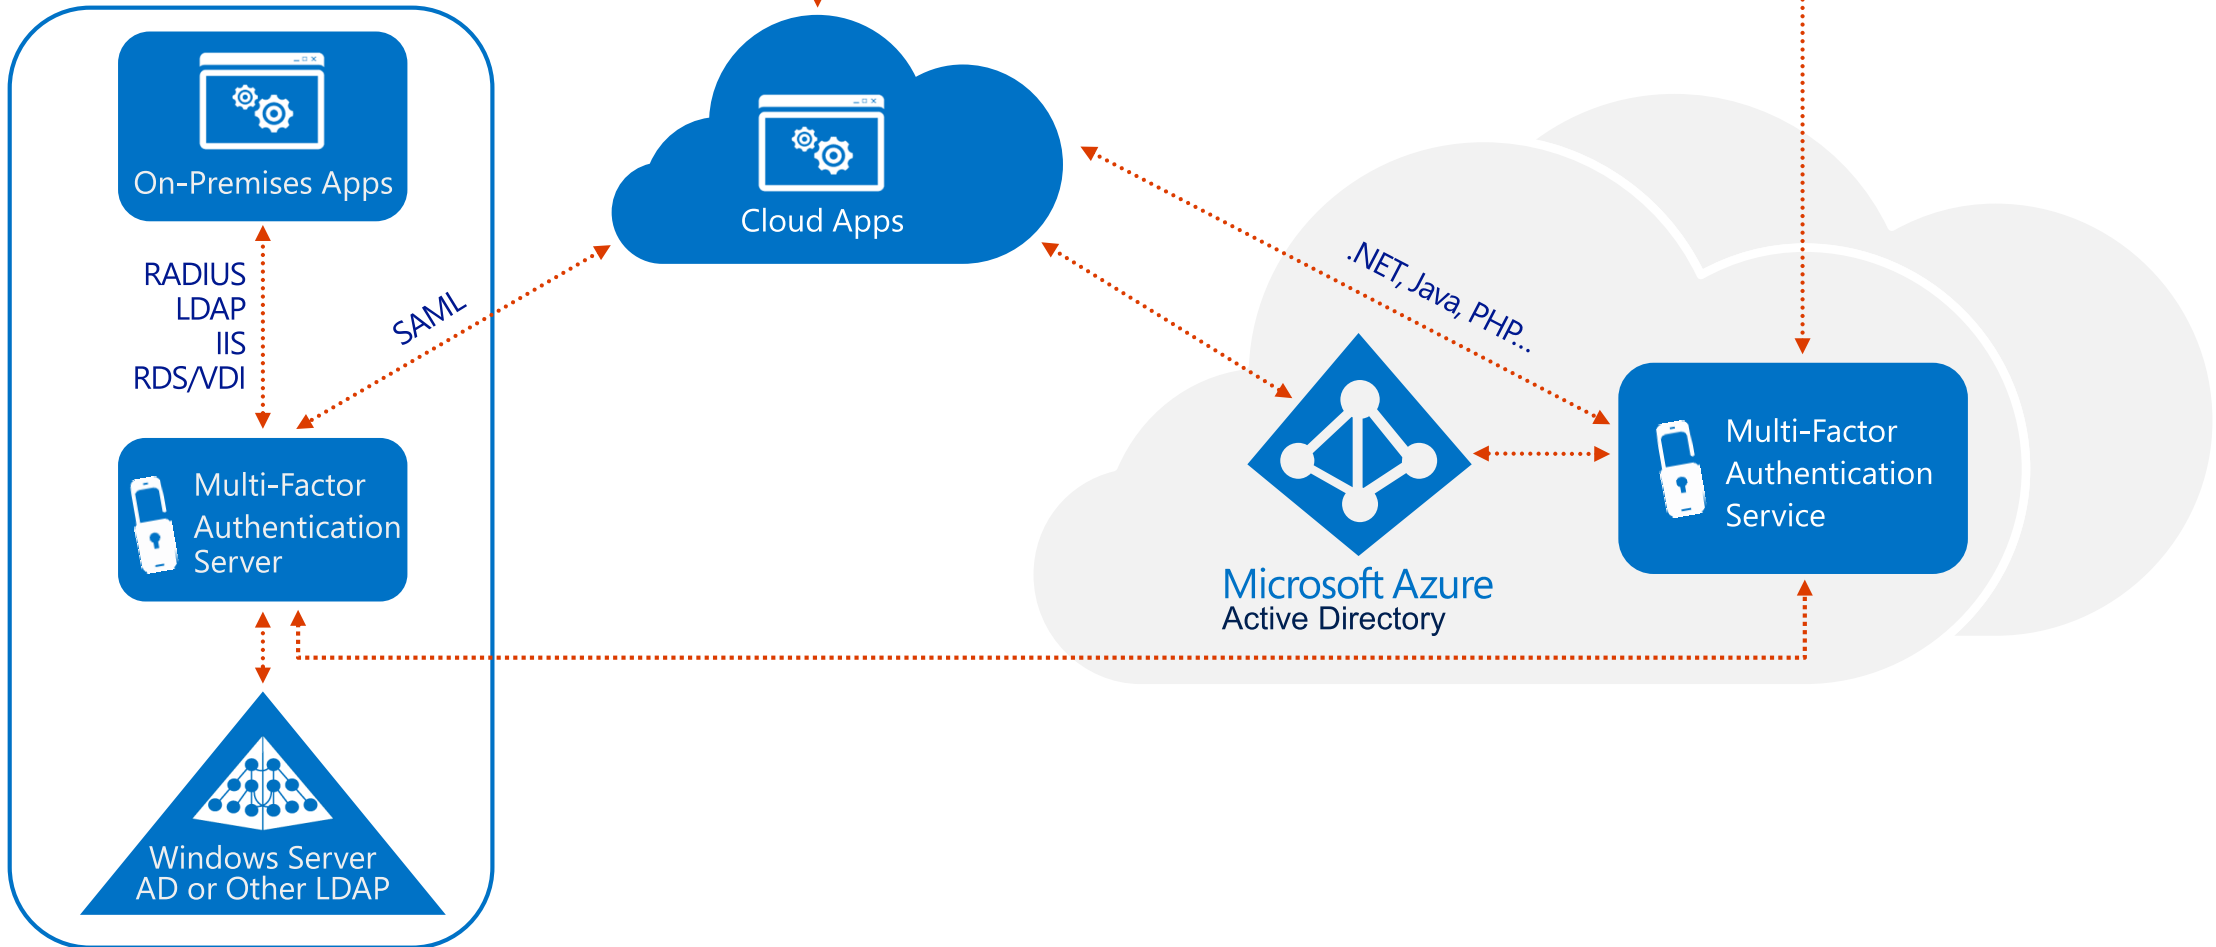 On-Premises Apps
RADIUS
LDAP
IIS
RDS/VDI
SAML
Multi-Factor
Authentication
Server
Windows Server
AD or Other LDAP
Cloud Apps
.NET, Java, PHP...
Microsoft Azure
Active Directory
Multi-Factor
Authentication
Service